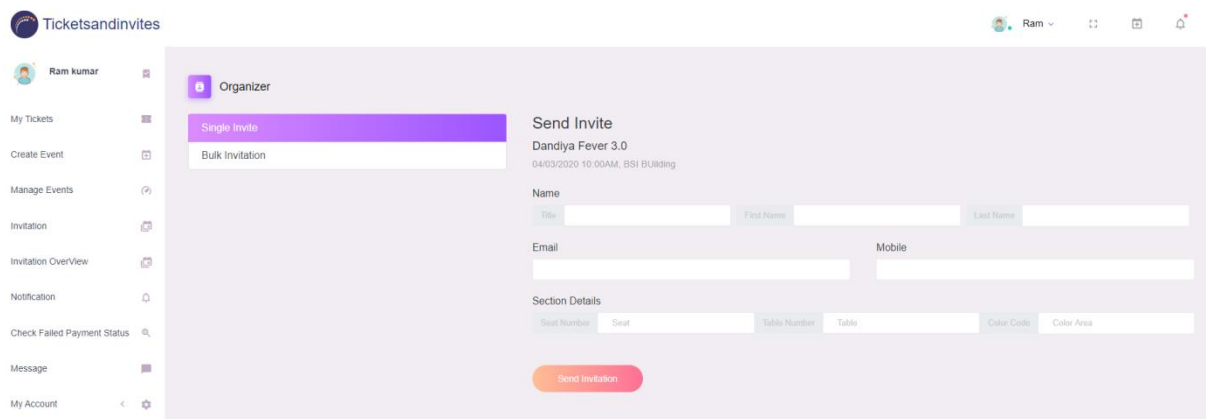 Ticketsandinvites
Ram
Ram kumar
My Tickets
Create Event
Manage Events
Invitation
Invitation OverView
Notification
Check Failed Payment Status
Message
My Account
Organizer
Single Invite
Bulk Invitation
Send Invite
Dandiya Fever 3.0
04/03/2020 10:00AM, BSI BUilding
Name
Title First Name Last Name
Email Mobile
Section Details
Seat Number Seat Table Number Table Color Code Color Area
Send Invitation